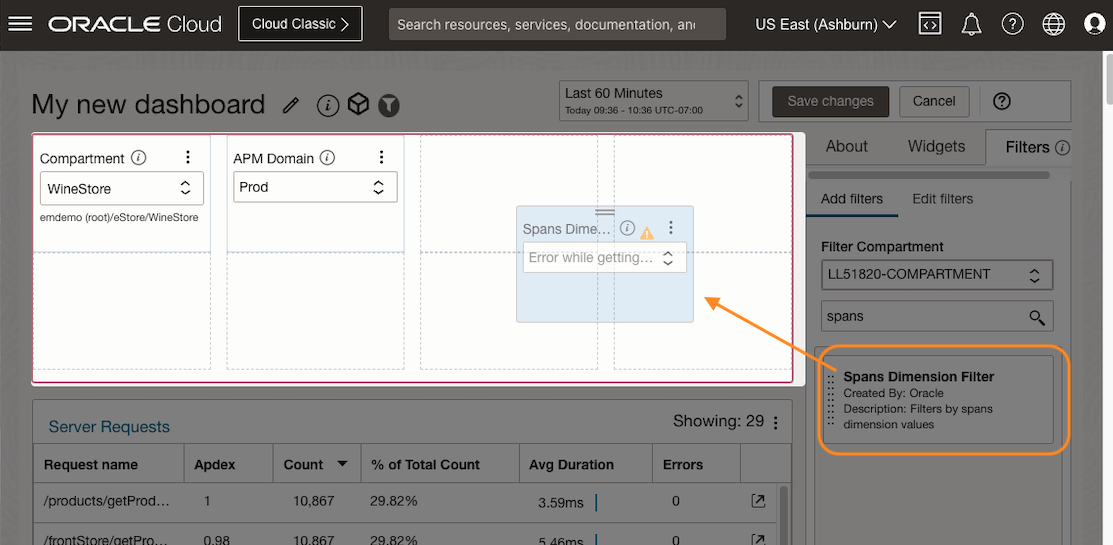 ORACLE Cloud
Cloud Classic
Search resources, services, documentation, an
US East (Ashburn)
My new dashboard
Last 60 Minutes
Today 09:36 - 10:36 UTC-07:00
Save changes
Cancel
Compartment
WineStore
emdemo (root)/eStore/WineStore
APM Domain
Prod
Spans Dime...
Error while getting...
About
Widgets
Filters
Add filters
Edit filters
Filter Compartment
LL51820-COMPARTMENT
spans
Spans Dimension Filter
Created By: Oracle
Description: Filters by spans
dimension values
Server Requests
Showing: 29
Request name Apdex Count % of Total Count Avg Duration Errors
/products/getProd... 1 10,867 29.82% 3.59ms 0
/frontStore/getPro... 0.98 10,867 29.82% 5.46ms 0